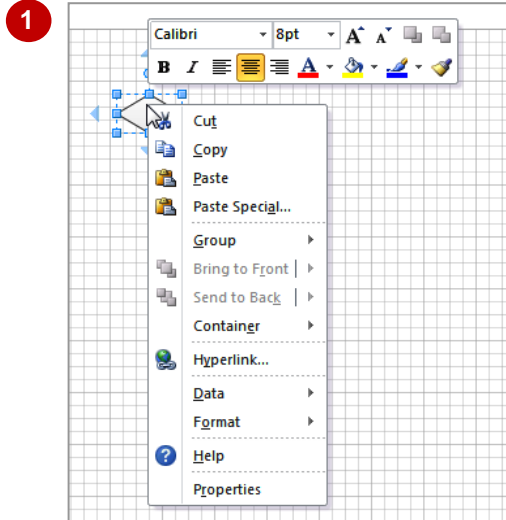 1
Calibri 8pt A A
B I A
Cut
Copy
Paste
Paste Special...
Group
Bring to Front
Send to Back
Container
Hyperlink...
Data
Format
Help
Properties